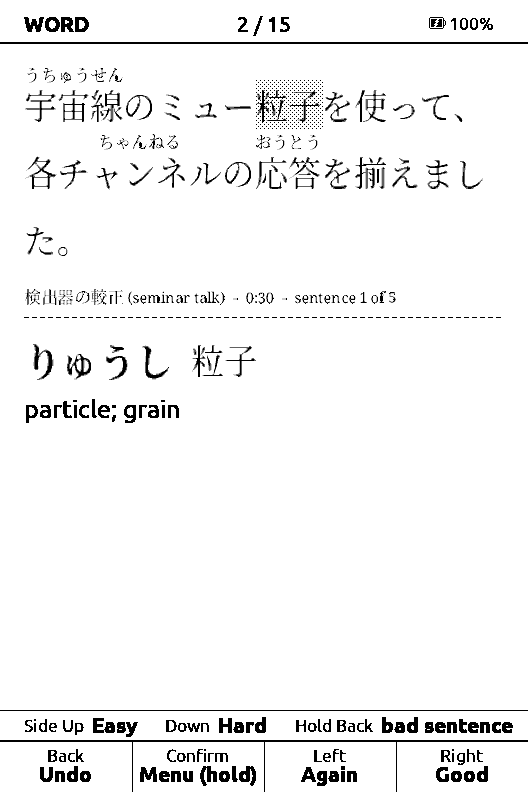 WORD 2 / 15 100%
うちゅうせん
宇宙線のミュー粒子を使って、
ちゃんねる おうとう
各チャンネルの応答を揃えまし
た。
検出器の較正 (seminar talk) - 0:30 - sentence 1 of 5
りゅうし 粒子
particle; grain
Side Up Easy Down Hard Hold Back bad sentence
Back Confirm Left Right
Undo Menu (hold) Again Good